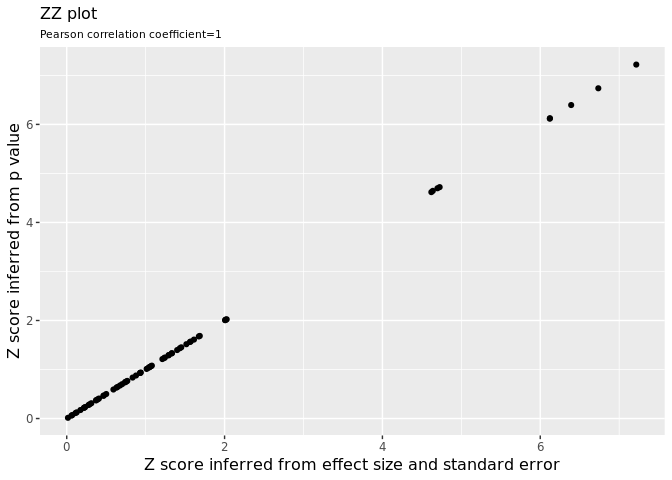 ZZ plot
Pearson correlation coefficient=1
Z score inferred from p value
6
4
2
0
0 2 4 6
Z score inferred from effect size and standard error